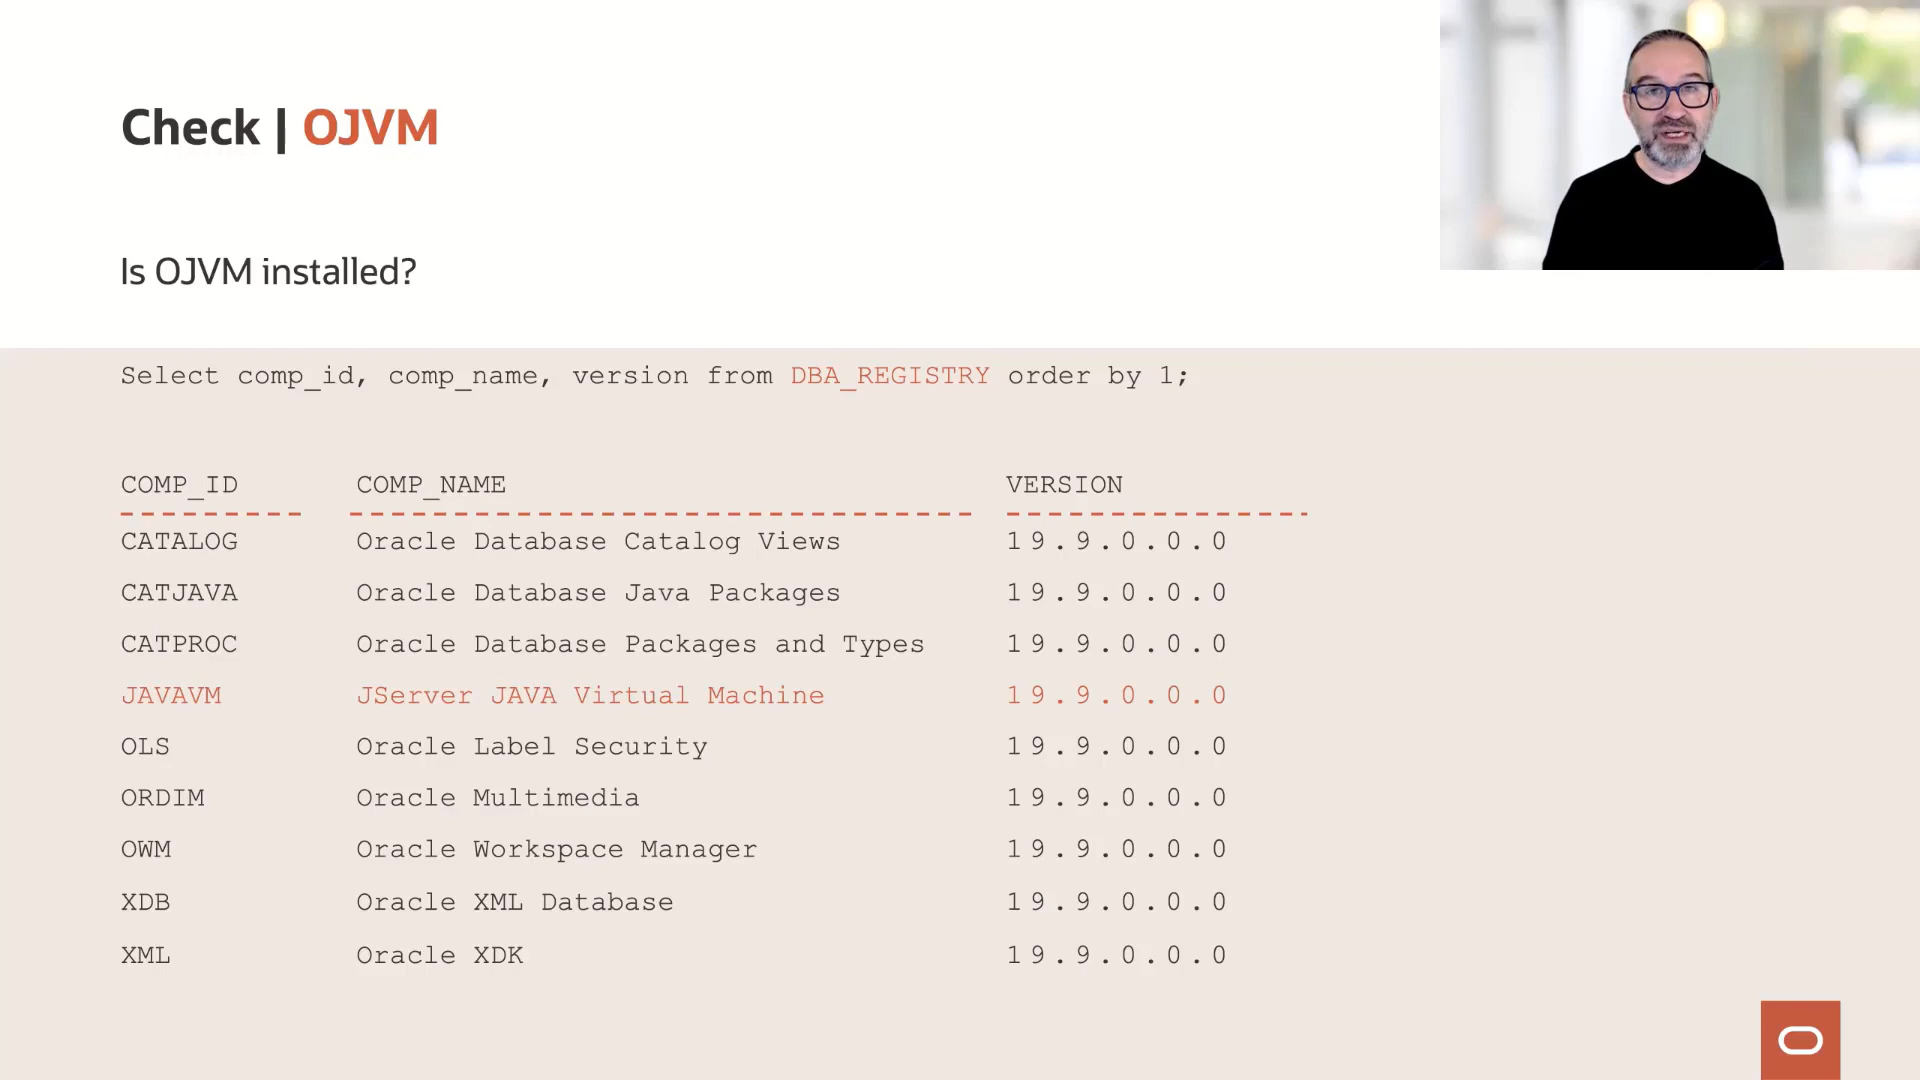 Check | OJVM
Is OJVM installed?
Select comp_id, comp_name, version from DBA_REGISTRY order by 1;
COMP_ID COMP_NAME VERSION
CATALOG Oracle Database Catalog Views 19.9.0.0.0
CATJAVA Oracle Database Java Packages 19.9.0.0.0
CATPROC Oracle Database Packages and Types 19.9.0.0.0
JAVAVM JServer JAVA Virtual Machine 19.9.0.0.0
OLS Oracle Label Security 19.9.0.0.0
ORDIM Oracle Multimedia 19.9.0.0.0
OWM Oracle Workspace Manager 19.9.0.0.0
XDB Oracle XML Database 19.9.0.0.0
XML Oracle XDK 19.9.0.0.0